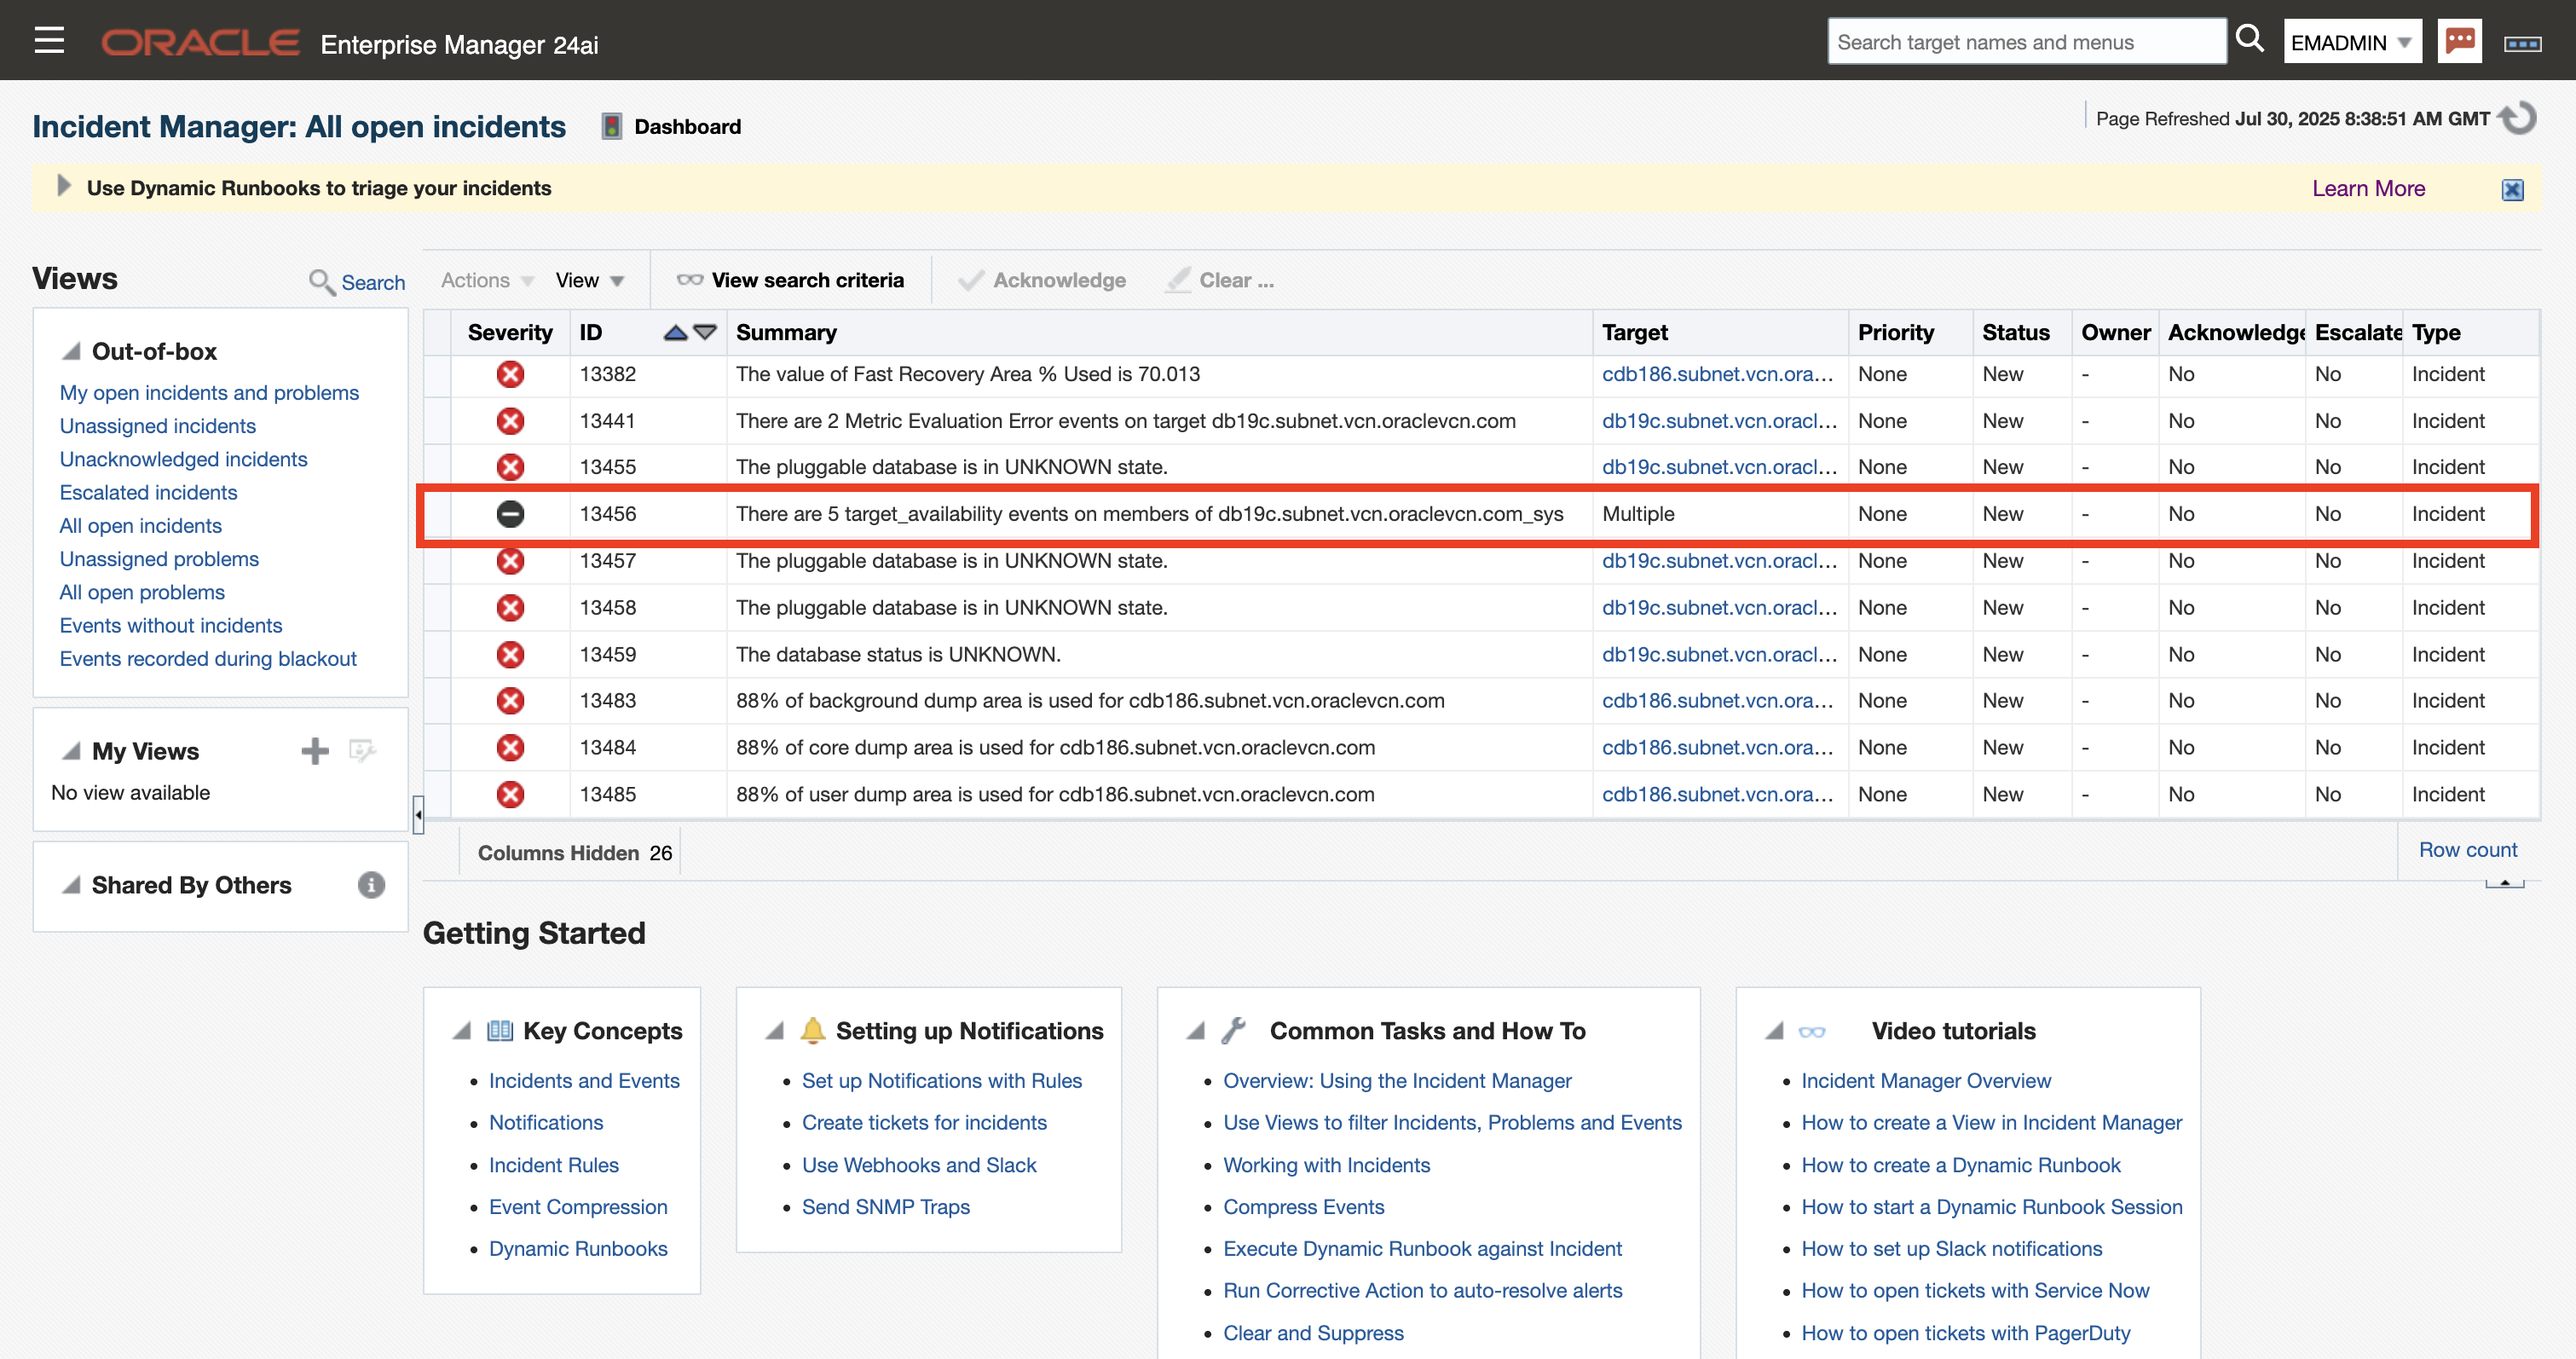 ORACLE Enterprise Manager 24ai
Search target names and menus
EMADMIN
Incident Manager: All open incidents
Dashboard
Page Refreshed Jul 30, 2025 8:38:51 AM GMT
Use Dynamic Runbooks to triage your incidents
Learn More
Views
Search
Out-of-box
My open incidents and problems
Unassigned incidents
Unacknowledged incidents
Escalated incidents
All open incidents
Unassigned problems
All open problems
Events without incidents
Events recorded during blackout
My Views
No view available
Shared By Others
Actions View View search criteria Acknowledge Clear ...
Severity ID Summary Target Priority Status Owner Acknowledge Escalate Type
13382 The value of Fast Recovery Area % Used is 70.013 cdb186.subnet.vcn.ora... None New - No No Incident
13441 There are 2 Metric Evaluation Error events on target db19c.subnet.vcn.oraclevcn.com db19c.subnet.vcn.oracl... None New - No No Incident
13455 The pluggable database is in UNKNOWN state. db19c.subnet.vcn.oracl... None New - No No Incident
13456 There are 5 target_availability events on members of db19c.subnet.vcn.oraclevcn.com_sys Multiple None New - No No Incident
13457 The pluggable database is in UNKNOWN state. db19c.subnet.vcn.oracl... None New - No No Incident
13458 The pluggable database is in UNKNOWN state. db19c.subnet.vcn.oracl... None New - No No Incident
13459 The database status is UNKNOWN. db19c.subnet.vcn.oracl... None New - No No Incident
13483 88% of background dump area is used for cdb186.subnet.vcn.oraclevcn.com cdb186.subnet.vcn.ora... None New - No No Incident
13484 88% of core dump area is used for cdb186.subnet.vcn.oraclevcn.com cdb186.subnet.vcn.ora... None New - No No Incident
13485 88% of user dump area is used for cdb186.subnet.vcn.oraclevcn.com cdb186.subnet.vcn.ora... None New - No No Incident
Columns Hidden 26
Row count
Getting Started
Key Concepts
Incidents and Events
Notifications
Incident Rules
Event Compression
Dynamic Runbooks
Setting up Notifications
Set up Notifications with Rules
Create tickets for incidents
Use Webhooks and Slack
Send SNMP Traps
Common Tasks and How To
Overview: Using the Incident Manager
Use Views to filter Incidents, Problems and Events
Working with Incidents
Compress Events
Execute Dynamic Runbook against Incident
Run Corrective Action to auto-resolve alerts
Clear and Suppress
Video tutorials
Incident Manager Overview
How to create a View in Incident Manager
How to create a Dynamic Runbook
How to start a Dynamic Runbook Session
How to set up Slack notifications
How to open tickets with Service Now
How to open tickets with PagerDuty